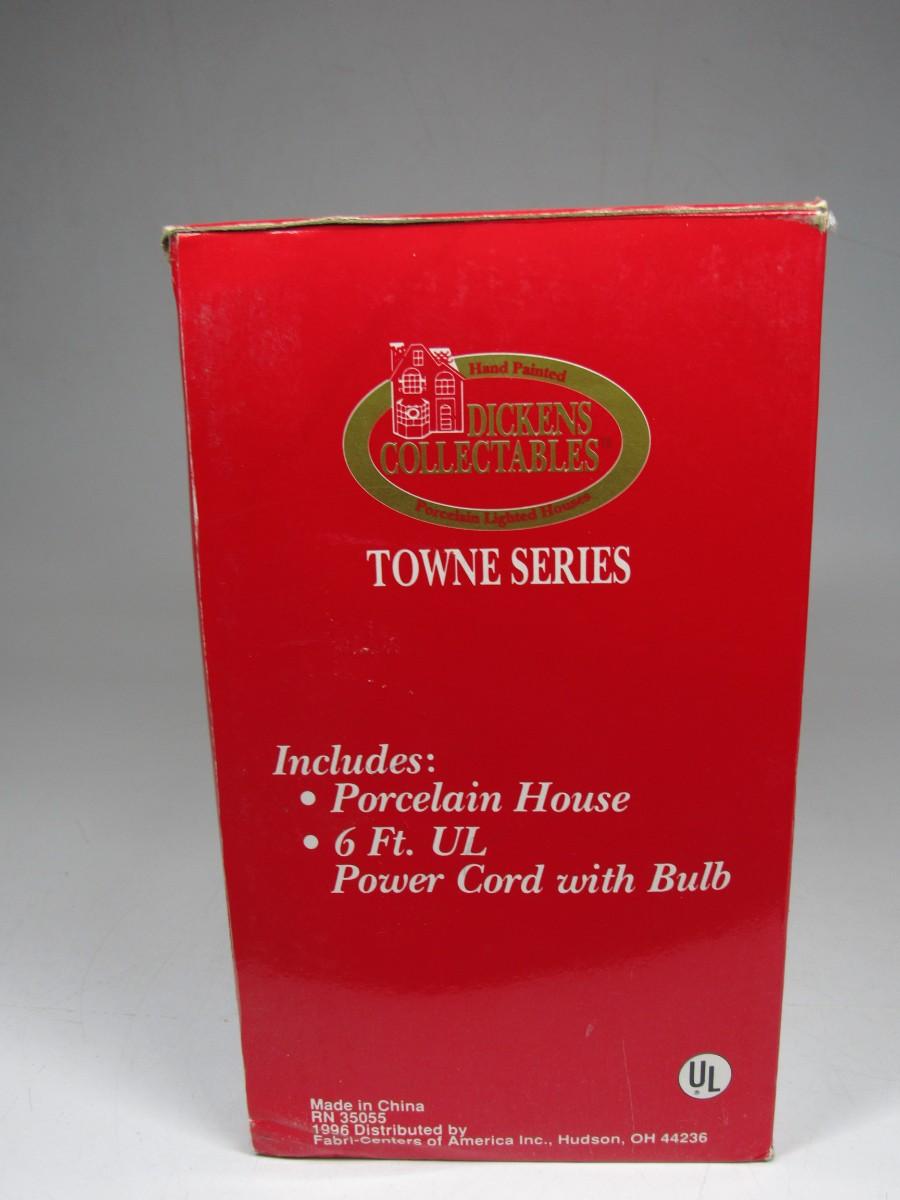 Hand Painted
DICKENS
COLLECTABLES®
Porcelain Lighted Houses
TOWNE SERIES
Includes:
• Porcelain House
• 6 Ft. UL
Power Cord with Bulb
UL®
Made in China
RN 35055
1996 Distributed by
Fabri-Centers of America Inc., Hudson, OH 44236